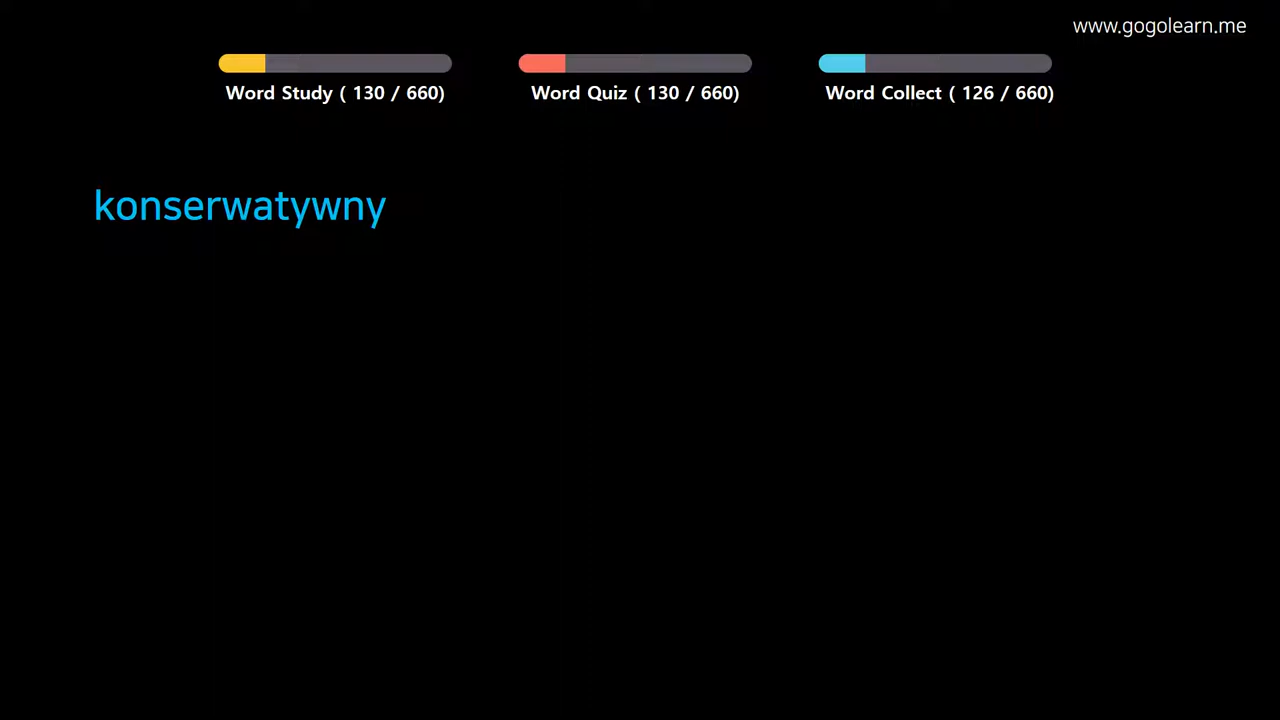 www.gogolearn.me
Word Study ( 130 / 660)
Word Quiz ( 130 / 660)
Word Collect ( 126 / 660)
konserwatywny